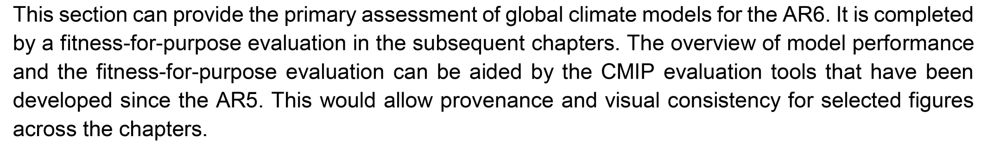 This section can provide the primary assessment of global climate models for the AR6. It is completed
by a fitness-for-purpose evaluation in the subsequent chapters. The overview of model performance
and the fitness-for-purpose evaluation can be aided by the CMIP evaluation tools that have been
developed since the AR5. This would allow provenance and visual consistency for selected figures
across the chapters.